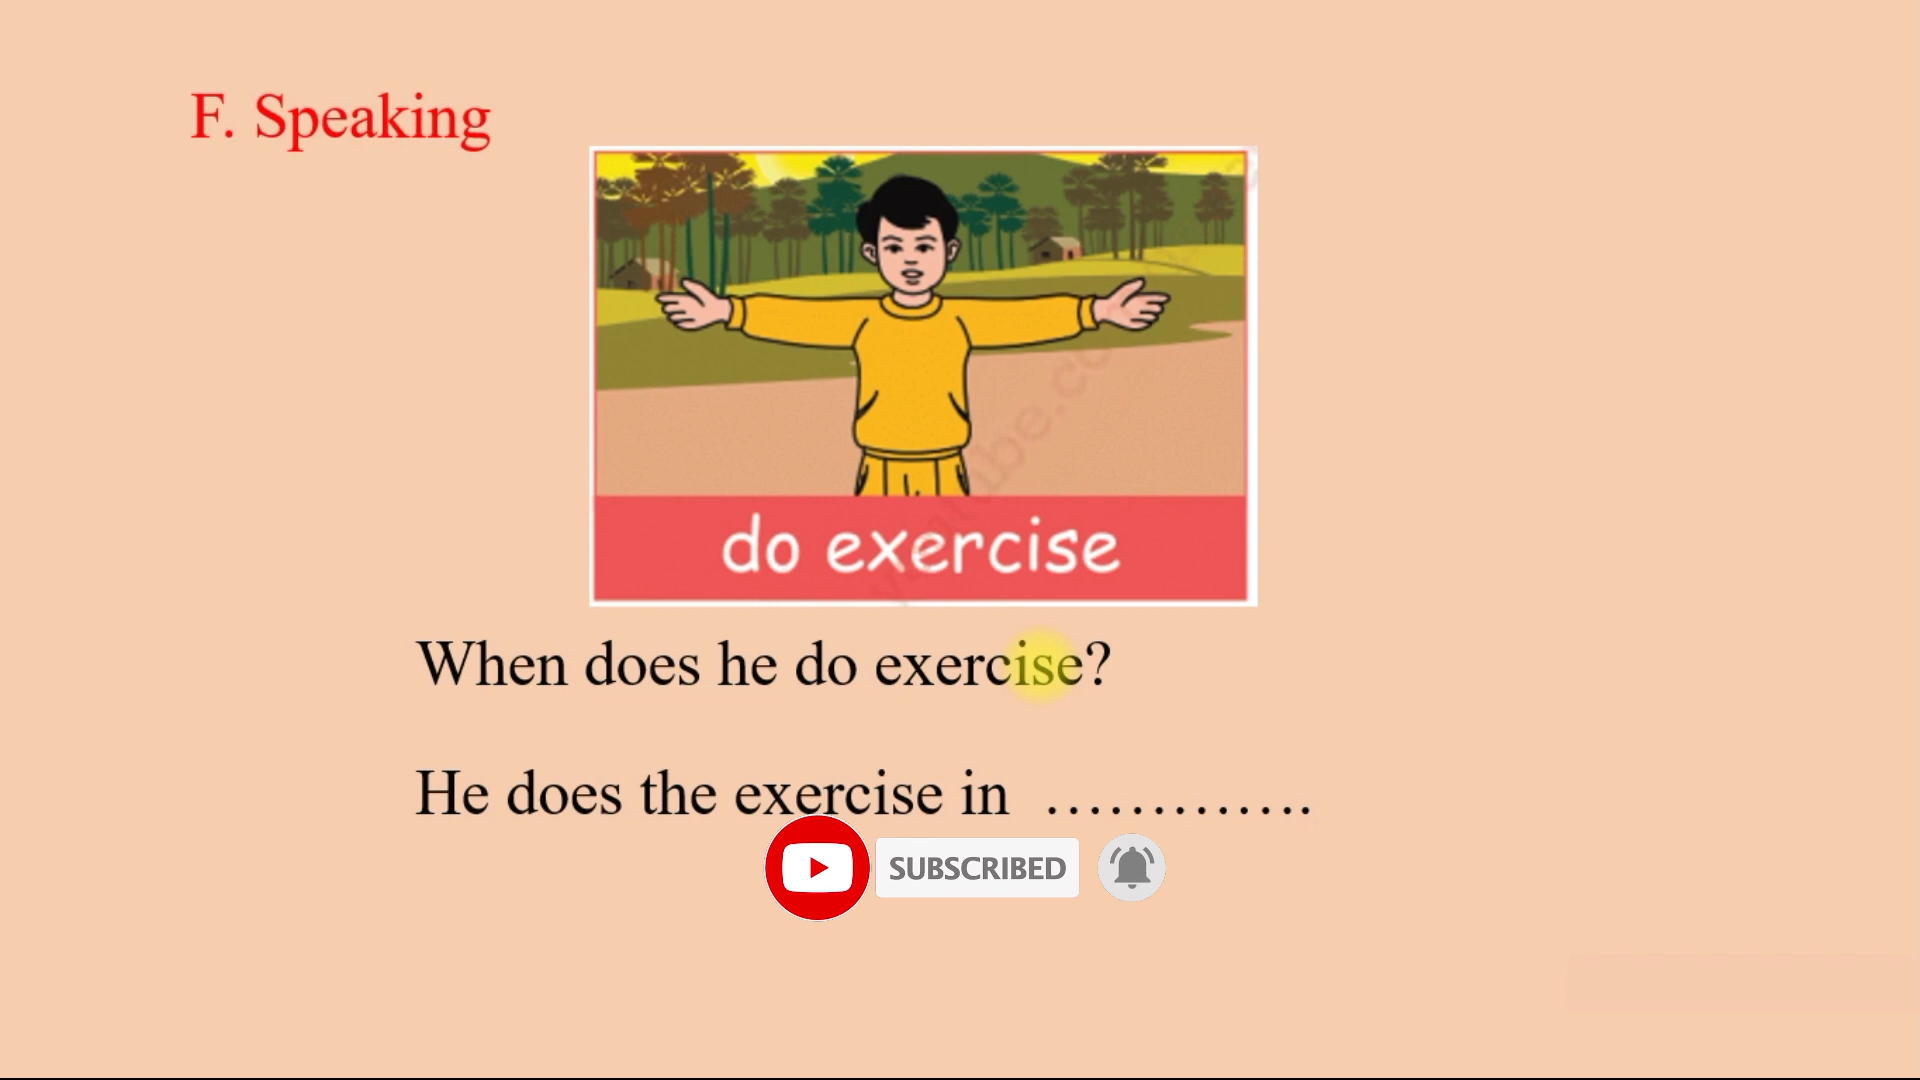 F. Speaking
do exercise
When does he do exercise?
He does the exercise in .............
SUBSCRIBED